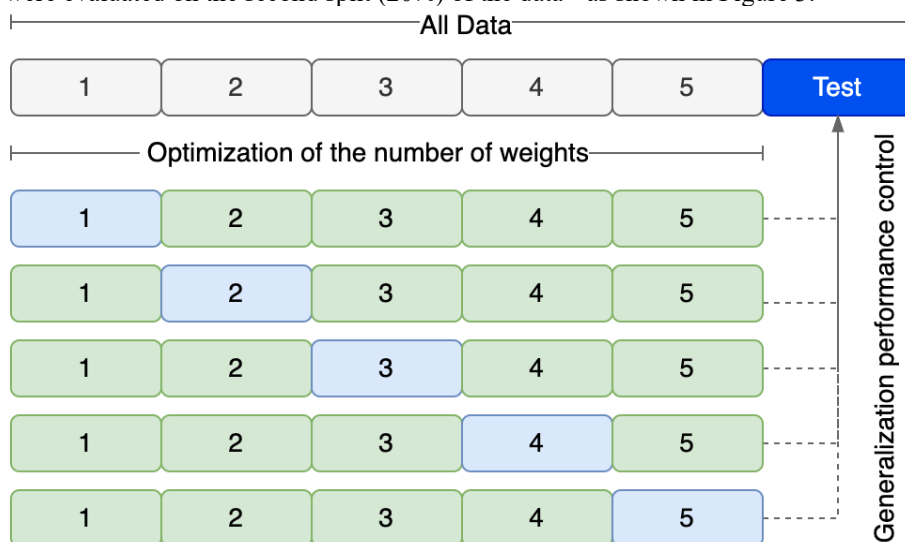 All Data
1 2 3 4 5 Test
Optimization of the number of weights
1 2 3 4 5
1 2 3 4 5
1 2 3 4 5
1 2 3 4 5
1 2 3 4 5
Generalization performance control